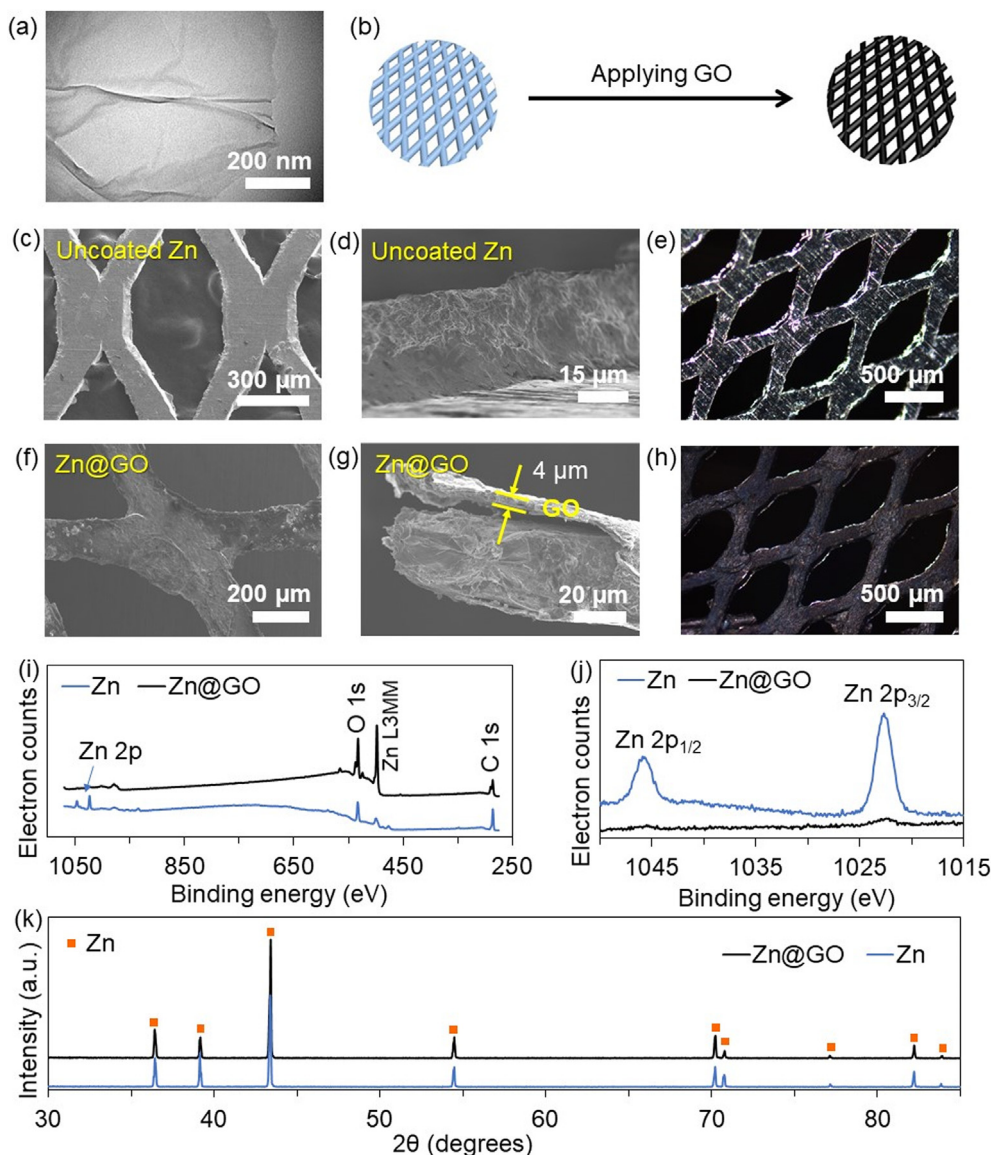 (a)
200 nm
(b)
Applying GO
(c)
Uncoated Zn
300 µm
(d)
Uncoated Zn
15 µm
(e)
500 µm
(f)
Zn@GO
200 µm
(g)
Zn@GO
4 µm
GO
20 µm
(h)
500 µm
(i)
Zn Zn@GO
Zn 2p
O 1s
Zn L3MM
C 1s
Electron counts
1050 850 650 450 250
Binding energy (eV)
(j)
Zn Zn@GO
Zn 2p1/2
Zn 2p3/2
Electron counts
1045 1035 1025 1015
Binding energy (eV)
(k)
Zn
Zn@GO Zn
Intensity (a.u.)
30 40 50 60 70 80
2θ (degrees)